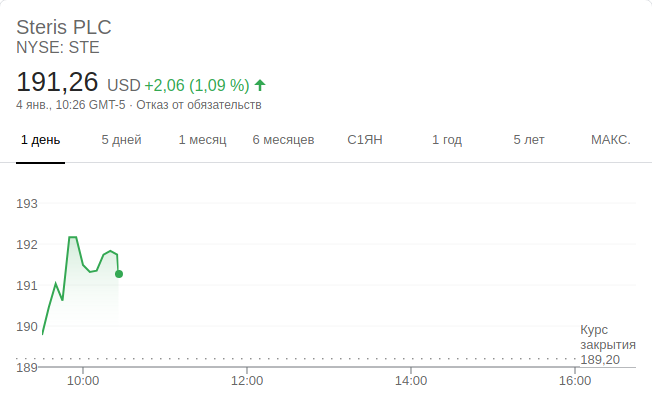 Steris PLC
NYSE: STE
191,26 USD +2,06 (1,09 %)
4 янв., 10:26 GMT-5 · Отказ от обязательств
1 день 5 дней 1 месяц 6 месяцев С1ЯН 1 год 5 лет МАКС.
193
192
191
190
Курс
закрытия
189,20
189
10:00 12:00 14:00 16:00